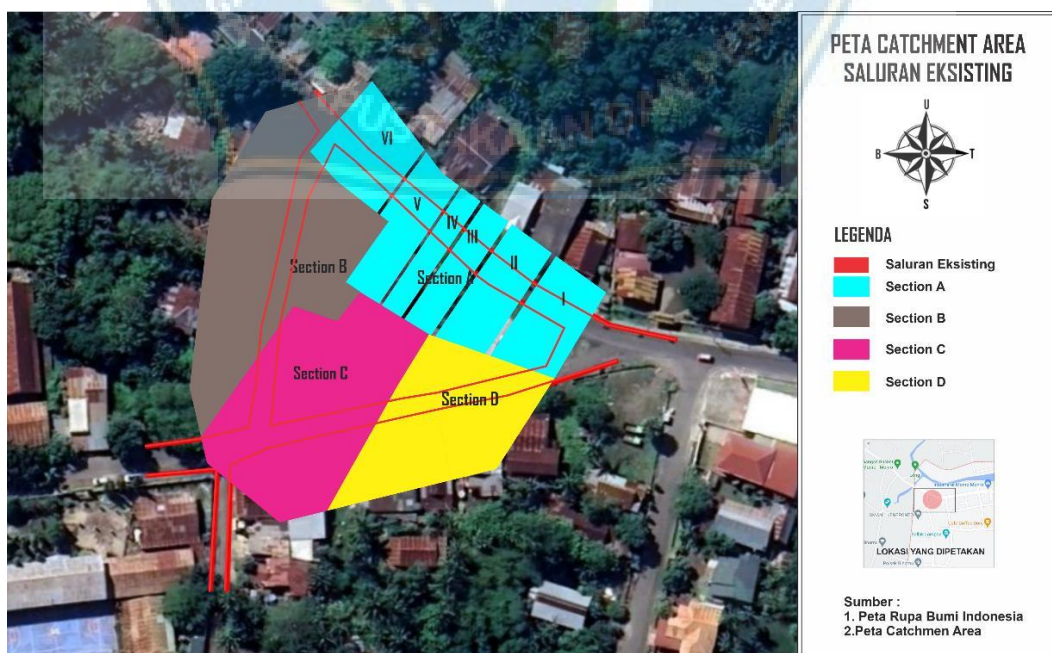 PETA CATCHMENT AREA
SALURAN EKSISTING
U
B
T
S
LEGENDA
Saluran Eksisting
Section A
Section B
Section C
Section D
LOKASI YANG DIPETAKAN
Sumber :
1. Peta Rupa Bumi Indonesia
2.Peta Catchmen Area
VI
V
IV
III
II
I
Section A
Section B
Section C
Section D